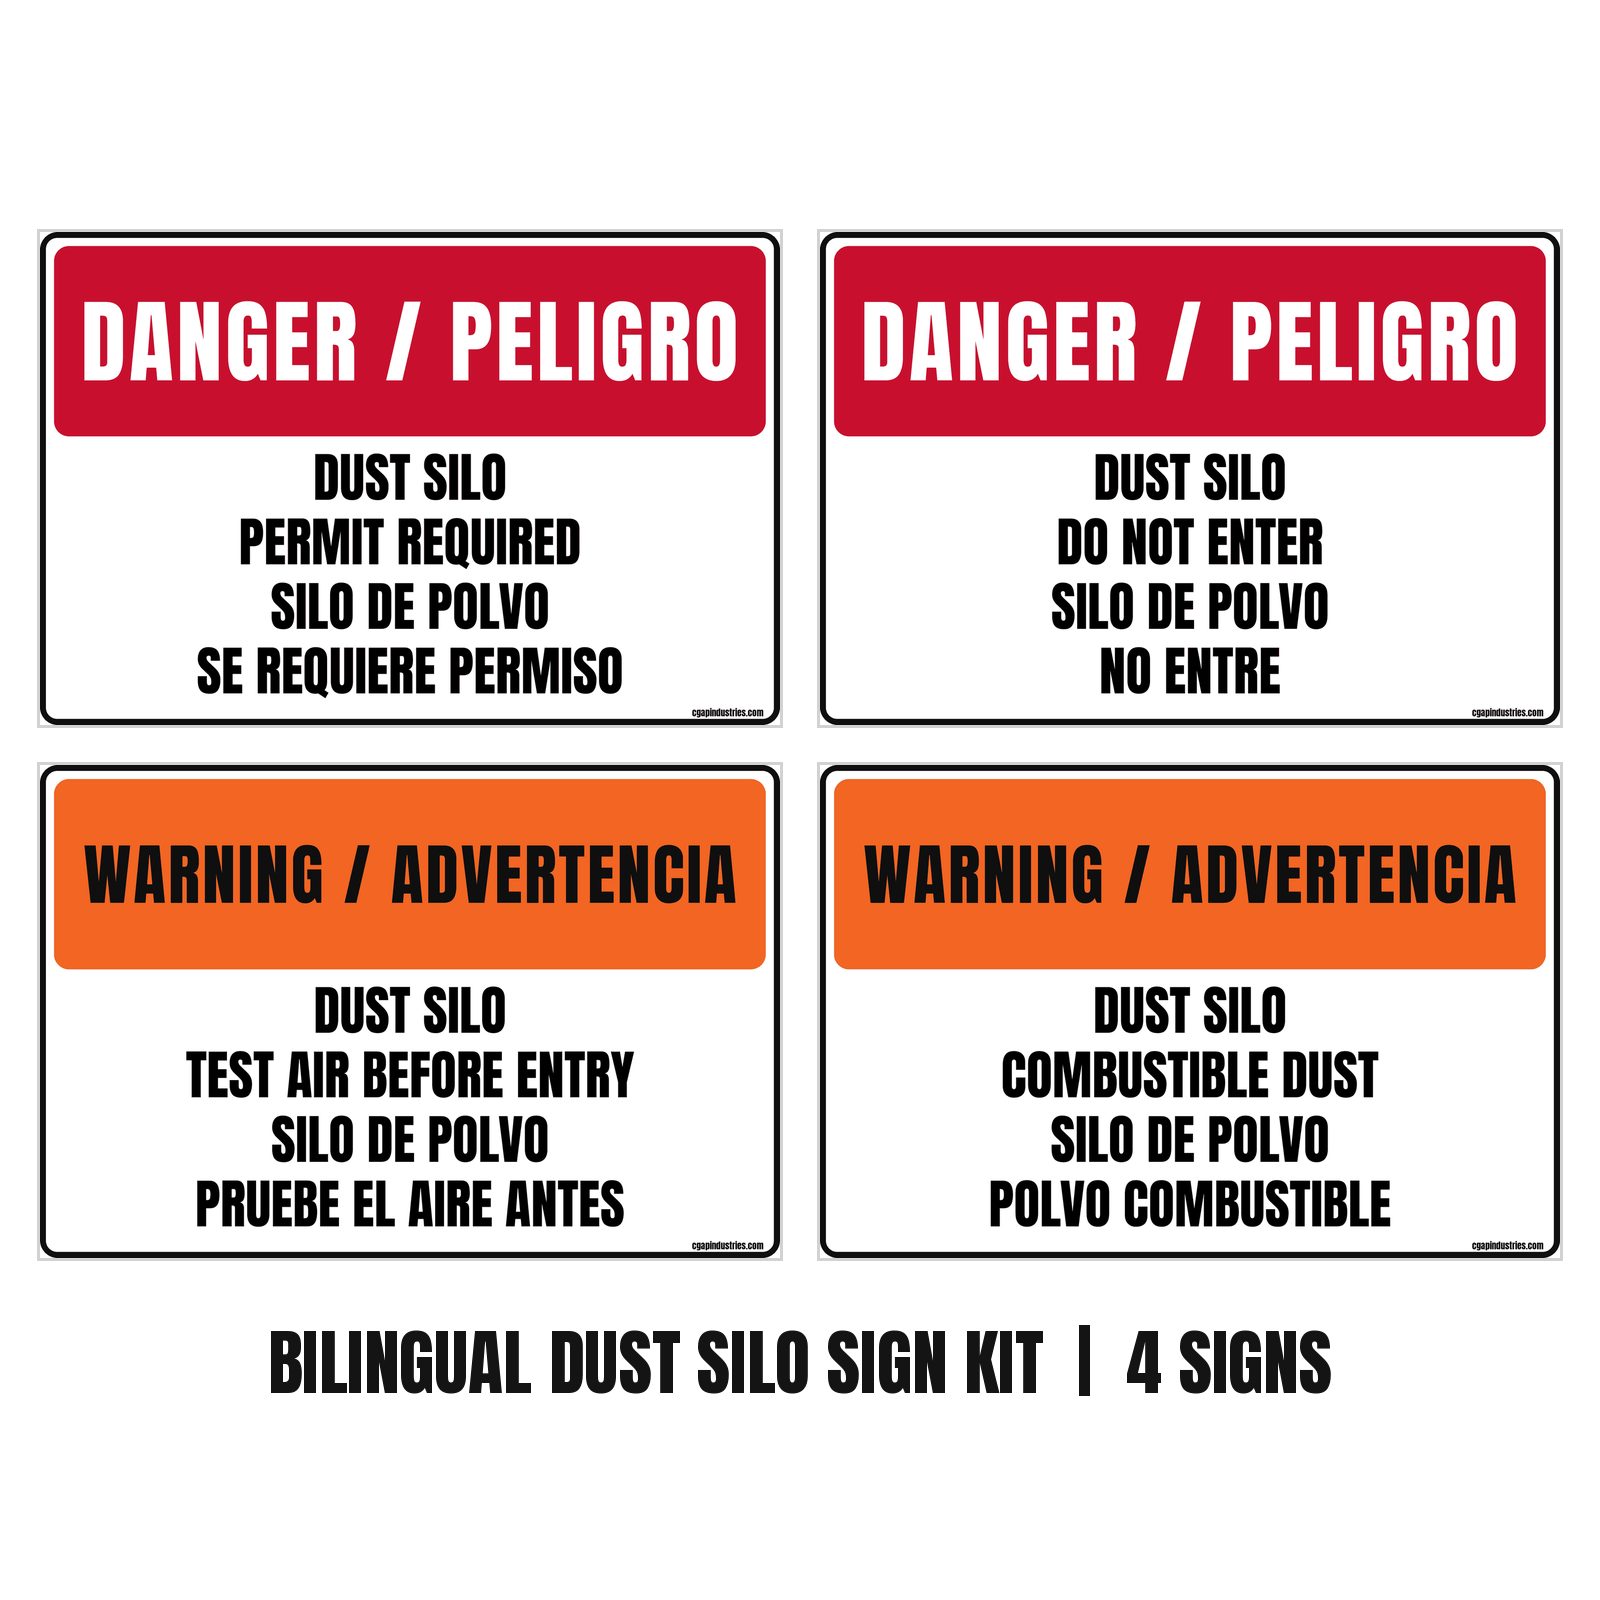 DANGER / PELIGRO
DUST SILO
PERMIT REQUIRED
SILO DE POLVO
SE REQUIERE PERMISO
cgapindustries.com
DANGER / PELIGRO
DUST SILO
DO NOT ENTER
SILO DE POLVO
NO ENTRE
cgapindustries.com
WARNING / ADVERTENCIA
DUST SILO
TEST AIR BEFORE ENTRY
SILO DE POLVO
PRUEBE EL AIRE ANTES
cgapindustries.com
WARNING / ADVERTENCIA
DUST SILO
COMBUSTIBLE DUST
SILO DE POLVO
POLVO COMBUSTIBLE
cgapindustries.com
BILINGUAL DUST SILO SIGN KIT | 4 SIGNS